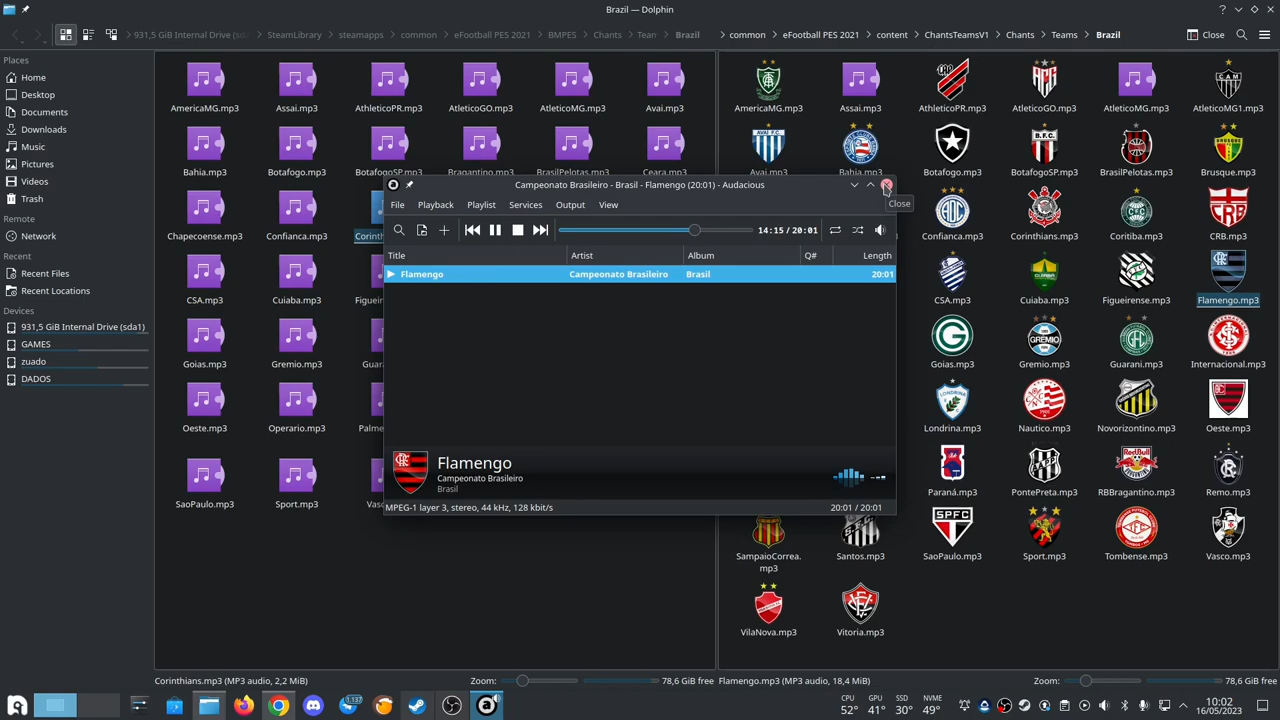 Brazil — Dolphin
931,5 GiB Internal Drive (sd
SteamLibrary
steamapps
common
eFootball PES 2021
BMPES
Chants
Team
Brazil
common
eFootball PES 2021
content
ChantsTeamsV1
Chants
Teams
Brazil
Close
Places
Home
Desktop
Documents
Downloads
Music
Pictures
Videos
Trash
Remote
Network
Recent
Recent Files
Recent Locations
Devices
931,5 GiB Internal Drive (sda1)
GAMES
zuado
DADOS
AmericaMG.mp3 Assai.mp3 AthleticoPR.mp3 AtleticoGO.mp3 AtleticoMG.mp3 Avai.mp3
Bahia.mp3 Botafogo.mp3 BotafogoSP.mp3 Bragantino.mp3 BrasilPelotas.mp3 Ceara.mp3
Chapecoense.mp3 Confianca.mp3 Corinth
CSA.mp3 Cuiaba.mp3 Figueir
Goias.mp3 Gremio.mp3 Guara
Oeste.mp3 Operario.mp3 Palme
SaoPaulo.mp3 Sport.mp3 Vasc
AmericaMG.mp3 Assai.mp3 AthleticoPR.mp3 AtleticoGO.mp3 AtleticoMG.mp3 AtleticoMG1.mp3
Avai.mp3 Bahia.mp3 Botafogo.mp3 BotafogoSP.mp3 BrasilPelotas.mp3 Brusque.mp3
Confianca.mp3 Corinthians.mp3 Coritiba.mp3 CRB.mp3
CSA.mp3 Cuiaba.mp3 Figueirense.mp3 Flamengo.mp3
Goias.mp3 Gremio.mp3 Guarani.mp3 Internacional.mp3
Londrina.mp3 Nautico.mp3 Novorizontino.mp3 Oeste.mp3
Paraná.mp3 PontePreta.mp3 RBBragantino.mp3 Remo.mp3
SampaioCorrea.
mp3
Santos.mp3 SaoPaulo.mp3 Sport.mp3 Tombense.mp3 Vasco.mp3
VilaNova.mp3 Vitoria.mp3
Campeonato Brasileiro - Brasil - Flamengo (20:01) - Audacious
Close
File Playback Playlist Services Output View
14:15 / 20:01
Title Artist Album Q# Length
Flamengo Campeonato Brasileiro Brasil 20:01
Flamengo
Campeonato Brasileiro
Brasil
MPEG-1 layer 3, stereo, 44 kHz, 128 kbit/s
20:01 / 20:01
Corinthians.mp3 (MP3 audio, 2,2 MiB)
Zoom:
78,6 GiB free
Flamengo.mp3 (MP3 audio, 18,4 MiB)
Zoom:
78,6 GiB free
1.137
CPU GPU SSD NVME
52° 41° 30° 49°
10:02
16/05/2023